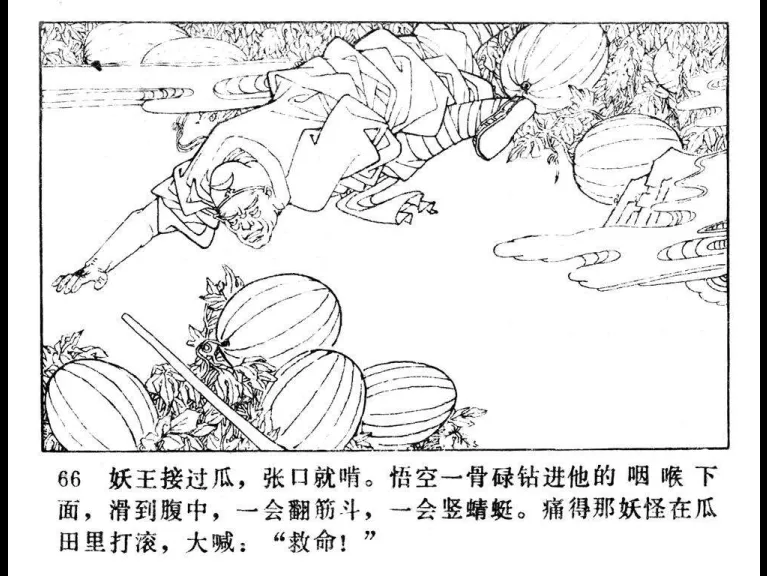 66 妖王接过瓜，张口就啃。悟空一骨碌钻进他的咽喉下
面，滑到腹中，一会翻筋斗，一会竖蜻蜓。痛得那妖怪在瓜
田里打滚，大喊：“救命！”